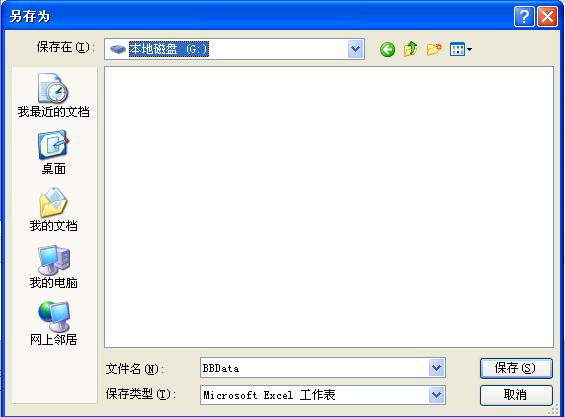 另存为
保存在(I):
本地磁盘 (G:)
我最近的文档
桌面
我的文档
我的电脑
网上邻居
文件名(N):
BBData
保存(S)
保存类型(T):
Microsoft Excel 工作表
取消